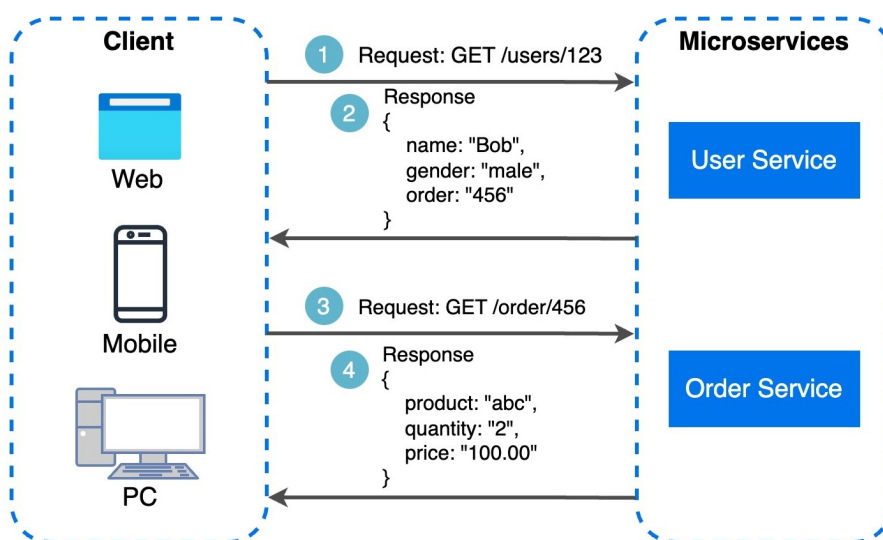 Client
Web
Mobile
PC
1
Request: GET /users/123
2
Response
{
name: "Bob",
gender: "male",
order: "456"
}
3
Request: GET /order/456
4
Response
{
product: "abc",
quantity: "2",
price: "100.00"
}
Microservices
User Service
Order Service